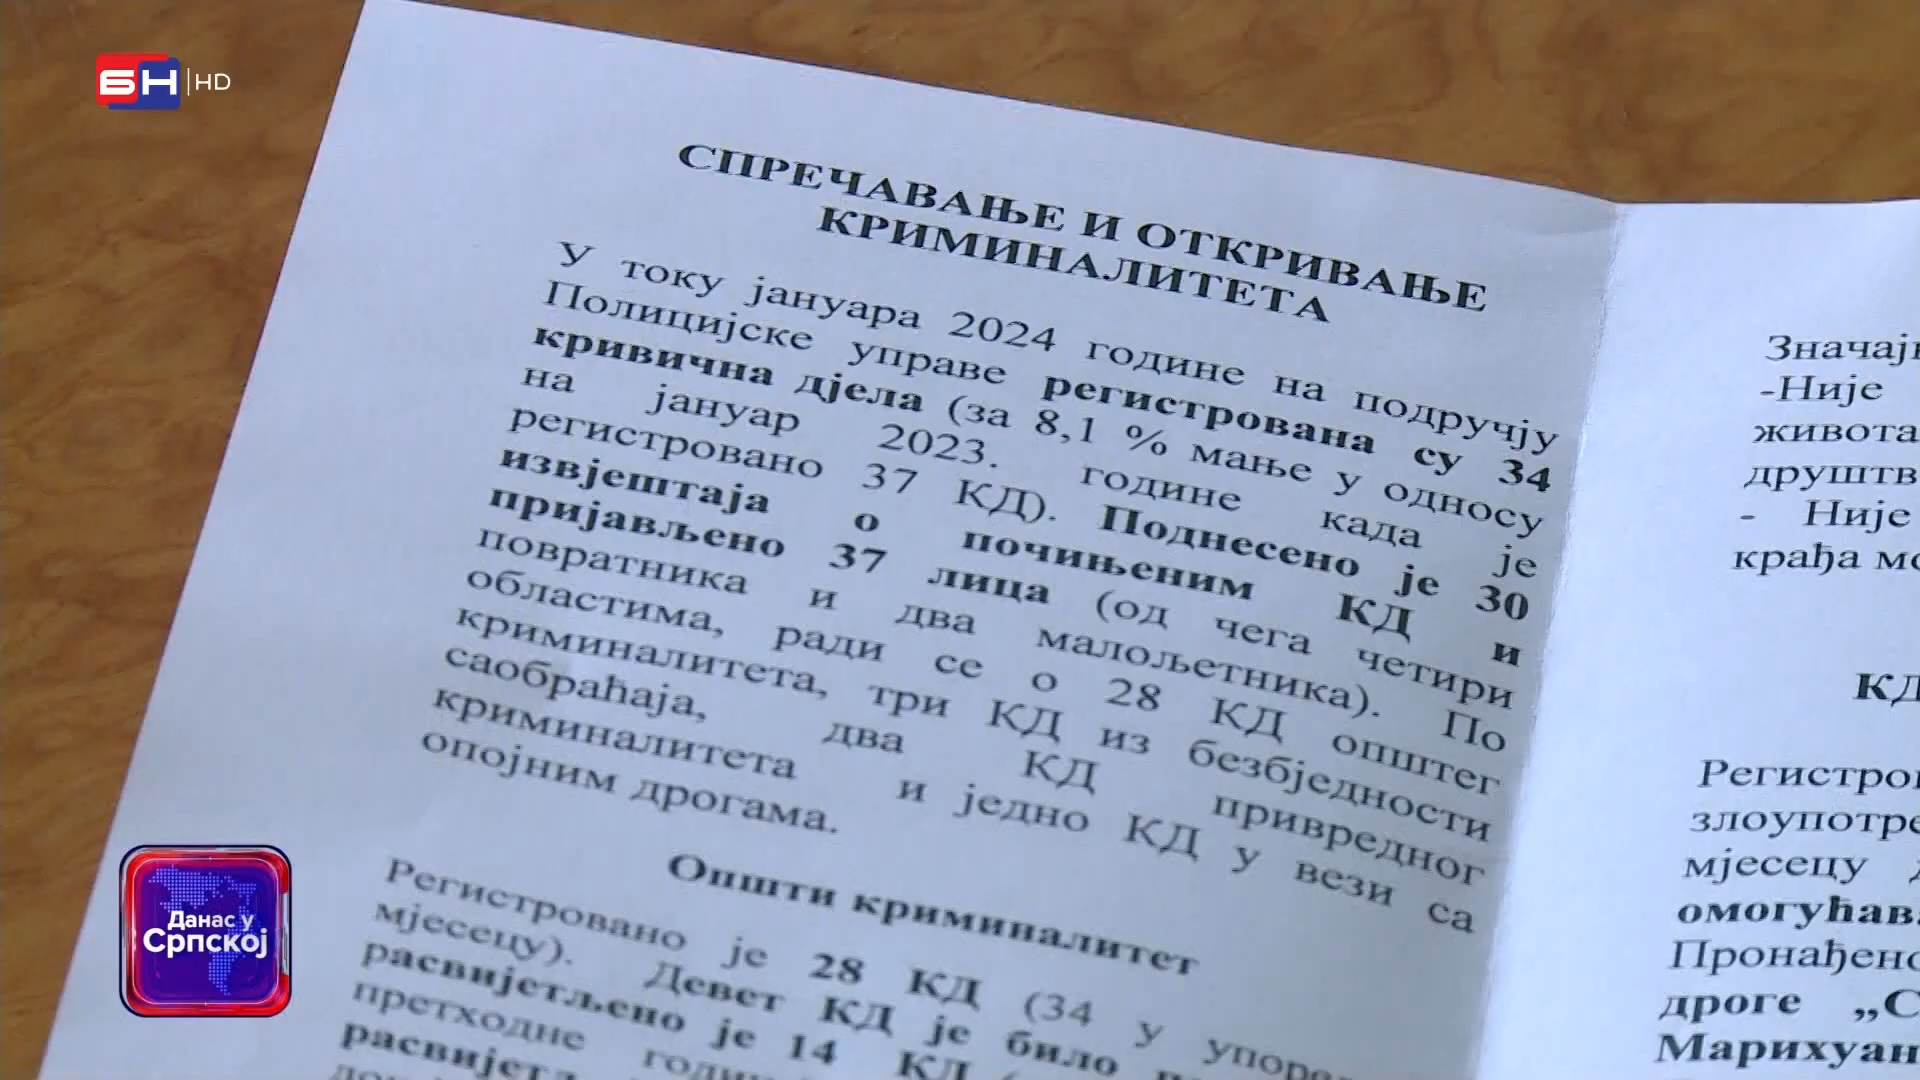 БН HD
СПРЕЧАВАЊЕ И ОТКРИВАЊЕ
КРИМИНАЛИТЕТА
У току јануара 2024 године на подручју
Полицијске управе регистрована су 34
кривична дјела (за 8,1 % мање у односу
на јануар 2023. године када је
регистровано 37 КД). Поднесено је 30
извјештаја о почињеним КД и
пријављено 37 лица (од чега четири
повратника и два малољетника). По
областима, ради се о 28 КД општег
криминалитета, три КД из безбједности
саобраћаја, два КД привредног
криминалитета и једно КД у вези са
опојним дрогама.
Општи криминалитет
Регистровано је 28 КД (34 у
мјесецу). Девет КД је било
расвијетљено је 14 КД
претходне
Значај
-Није
живота
друштв
- Није
крађа
КД
Регистро
злоупотре
мјесецу
омогућав
Пронађено
дроге „С
Марихуан
Данас у
Српској